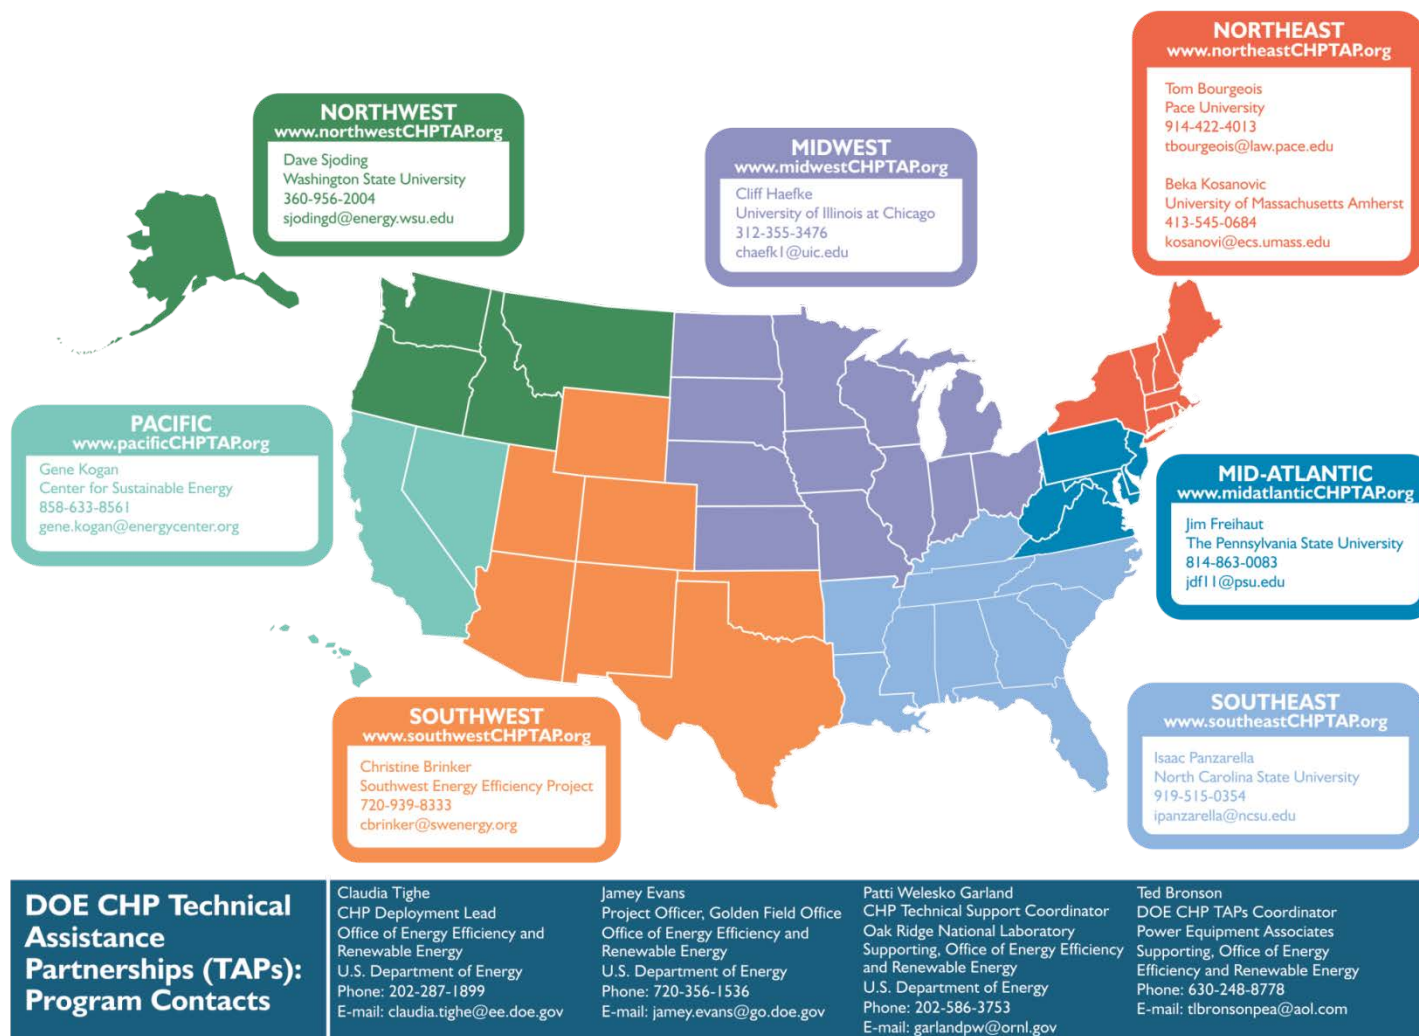 NORTHEAST
www.northeastCHPTAP.org
Tom Bourgeois
Pace University
914-422-4013
tbourgeois@law.pace.edu
Beka Kosanovic
University of Massachusetts Amherst
413-545-0684
kosanovi@ecs.umass.edu
NORTHWEST
www.northwestCHPTAP.org
Dave Sjoding
Washington State University
360-956-2004
sjodingd@energy.wsu.edu
MIDWEST
www.midwestCHPTAP.org
Cliff Haefke
University of Illinois at Chicago
312-355-3476
chaefk1@uic.edu
PACIFIC
www.pacificCHPTAP.org
Gene Kogan
Center for Sustainable Energy
858-633-8561
gene.kogan@energycenter.org
MID-ATLANTIC
www.midatlanticCHPTAP.org
Jim Freihaut
The Pennsylvania State University
814-863-0083
jdf11@psu.edu
SOUTHWEST
www.southwestCHPTAP.org
Christine Brinker
Southwest Energy Efficiency Project
720-939-8333
cbrinker@swenergy.org
SOUTHEAST
www.southeastCHPTAP.org
Isaac Panzarella
North Carolina State University
919-515-0354
ipanzarella@ncsu.edu
DOE CHP Technical
Assistance
Partnerships (TAPs):
Program Contacts
Claudia Tighe
CHP Deployment Lead
Office of Energy Efficiency and
Renewable Energy
U.S. Department of Energy
Phone: 202-287-1899
E-mail: claudia.tighe@ee.doe.gov
Jamey Evans
Project Officer, Golden Field Office
Office of Energy Efficiency and
Renewable Energy
U.S. Department of Energy
Phone: 720-356-1536
E-mail: jamey.evans@go.doe.gov
Patti Welesko Garland
CHP Technical Support Coordinator
Oak Ridge National Laboratory
Supporting, Office of Energy Efficiency
and Renewable Energy
U.S. Department of Energy
Phone: 202-586-3753
E-mail: garlandpw@ornl.gov
Ted Bronson
DOE CHP TAPs Coordinator
Power Equipment Associates
Supporting, Office of Energy
Efficiency and Renewable Energy
Phone: 630-248-8778
E-mail: tlbronsonpea@aol.com